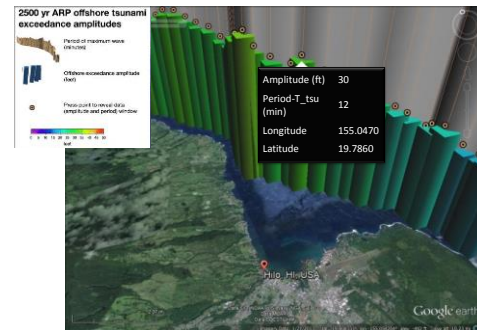 2500 yr ARP offshore tsunami
exceedance amplitudes
Period of maximum wave
(minutes)
Offshore exceedance amplitude
(feet)
Press point to reveal data
(amplitude and period) window
feet
Amplitude (ft) 30
Period-T_tsu
(min) 12
Longitude 155.0470
Latitude 19.7860
Hilo, HI, USA
Google earth